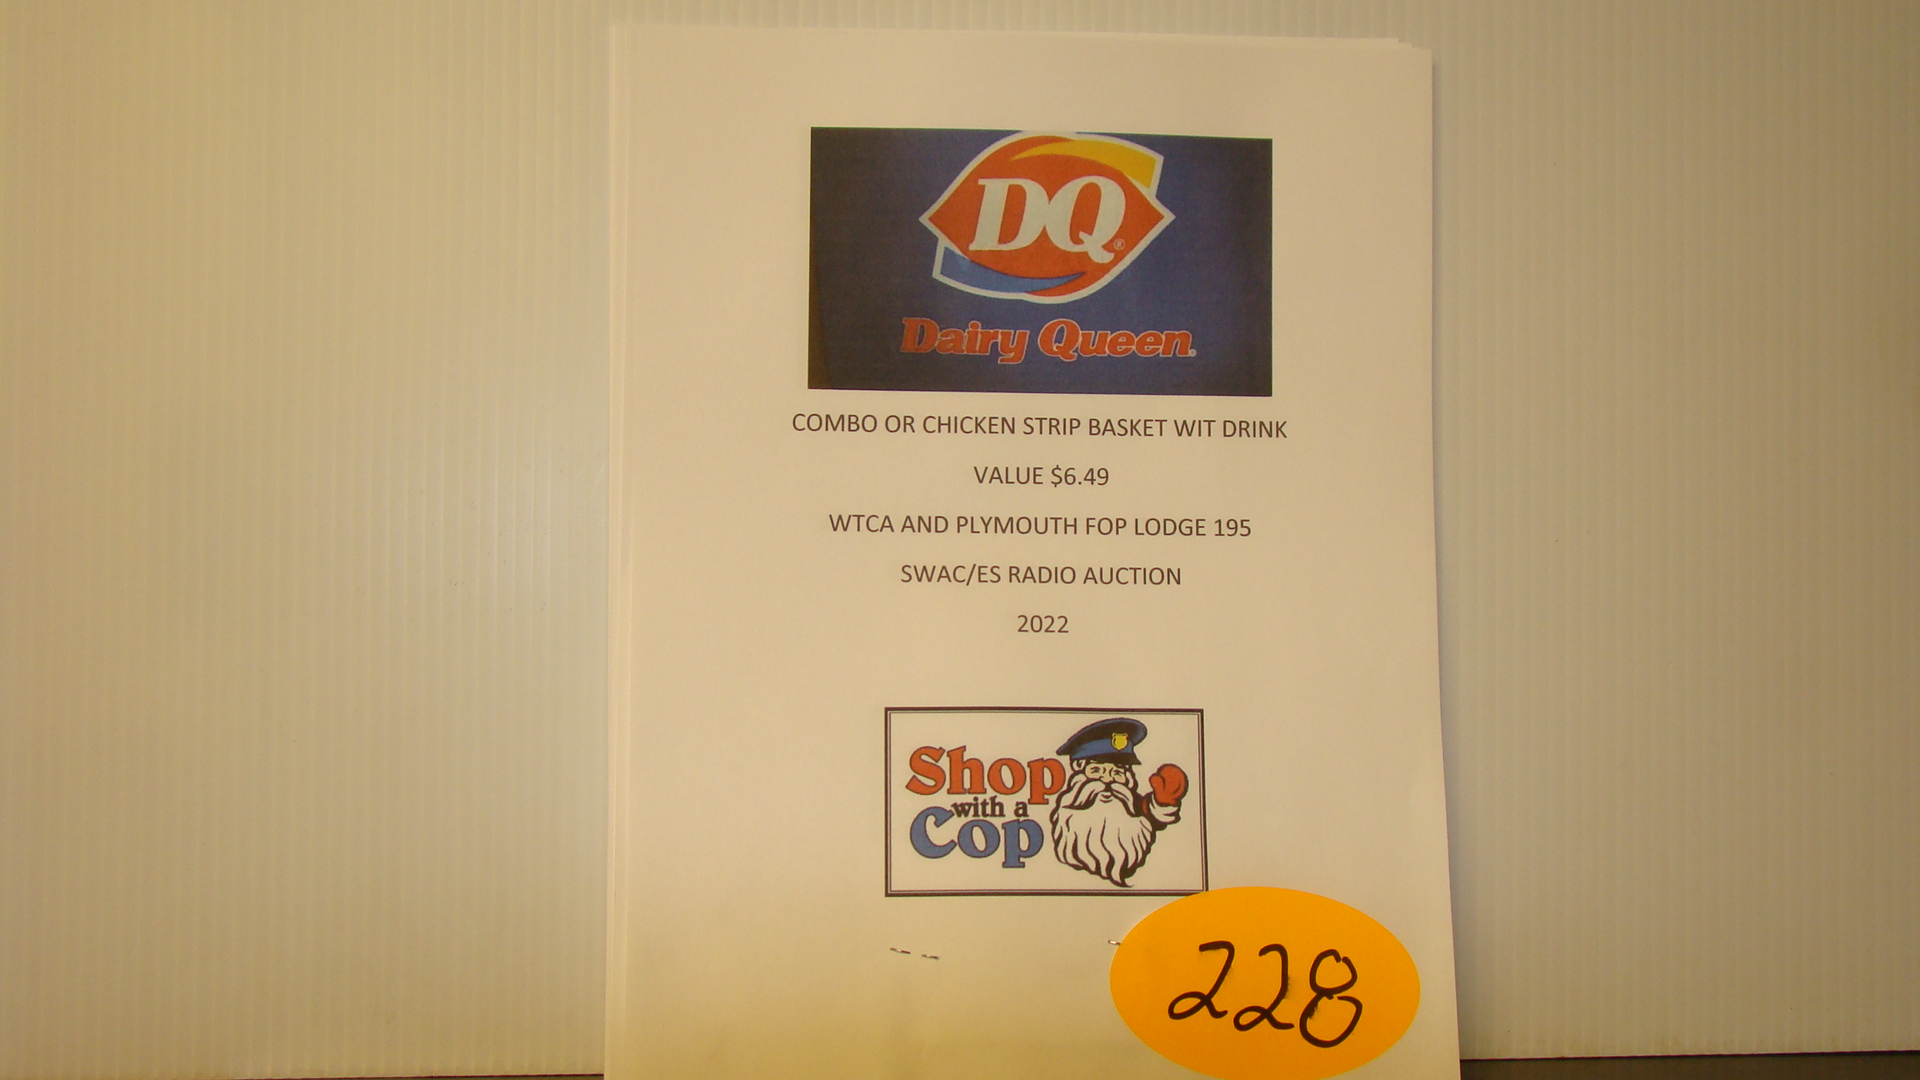 DQ®
Dairy Queen.
COMBO OR CHICKEN STRIP BASKET WIT DRINK
VALUE $6.49
WTCA AND PLYMOUTH FOP LODGE 195
SWAC/ES RADIO AUCTION
2022
Shop
with a
Cop
228